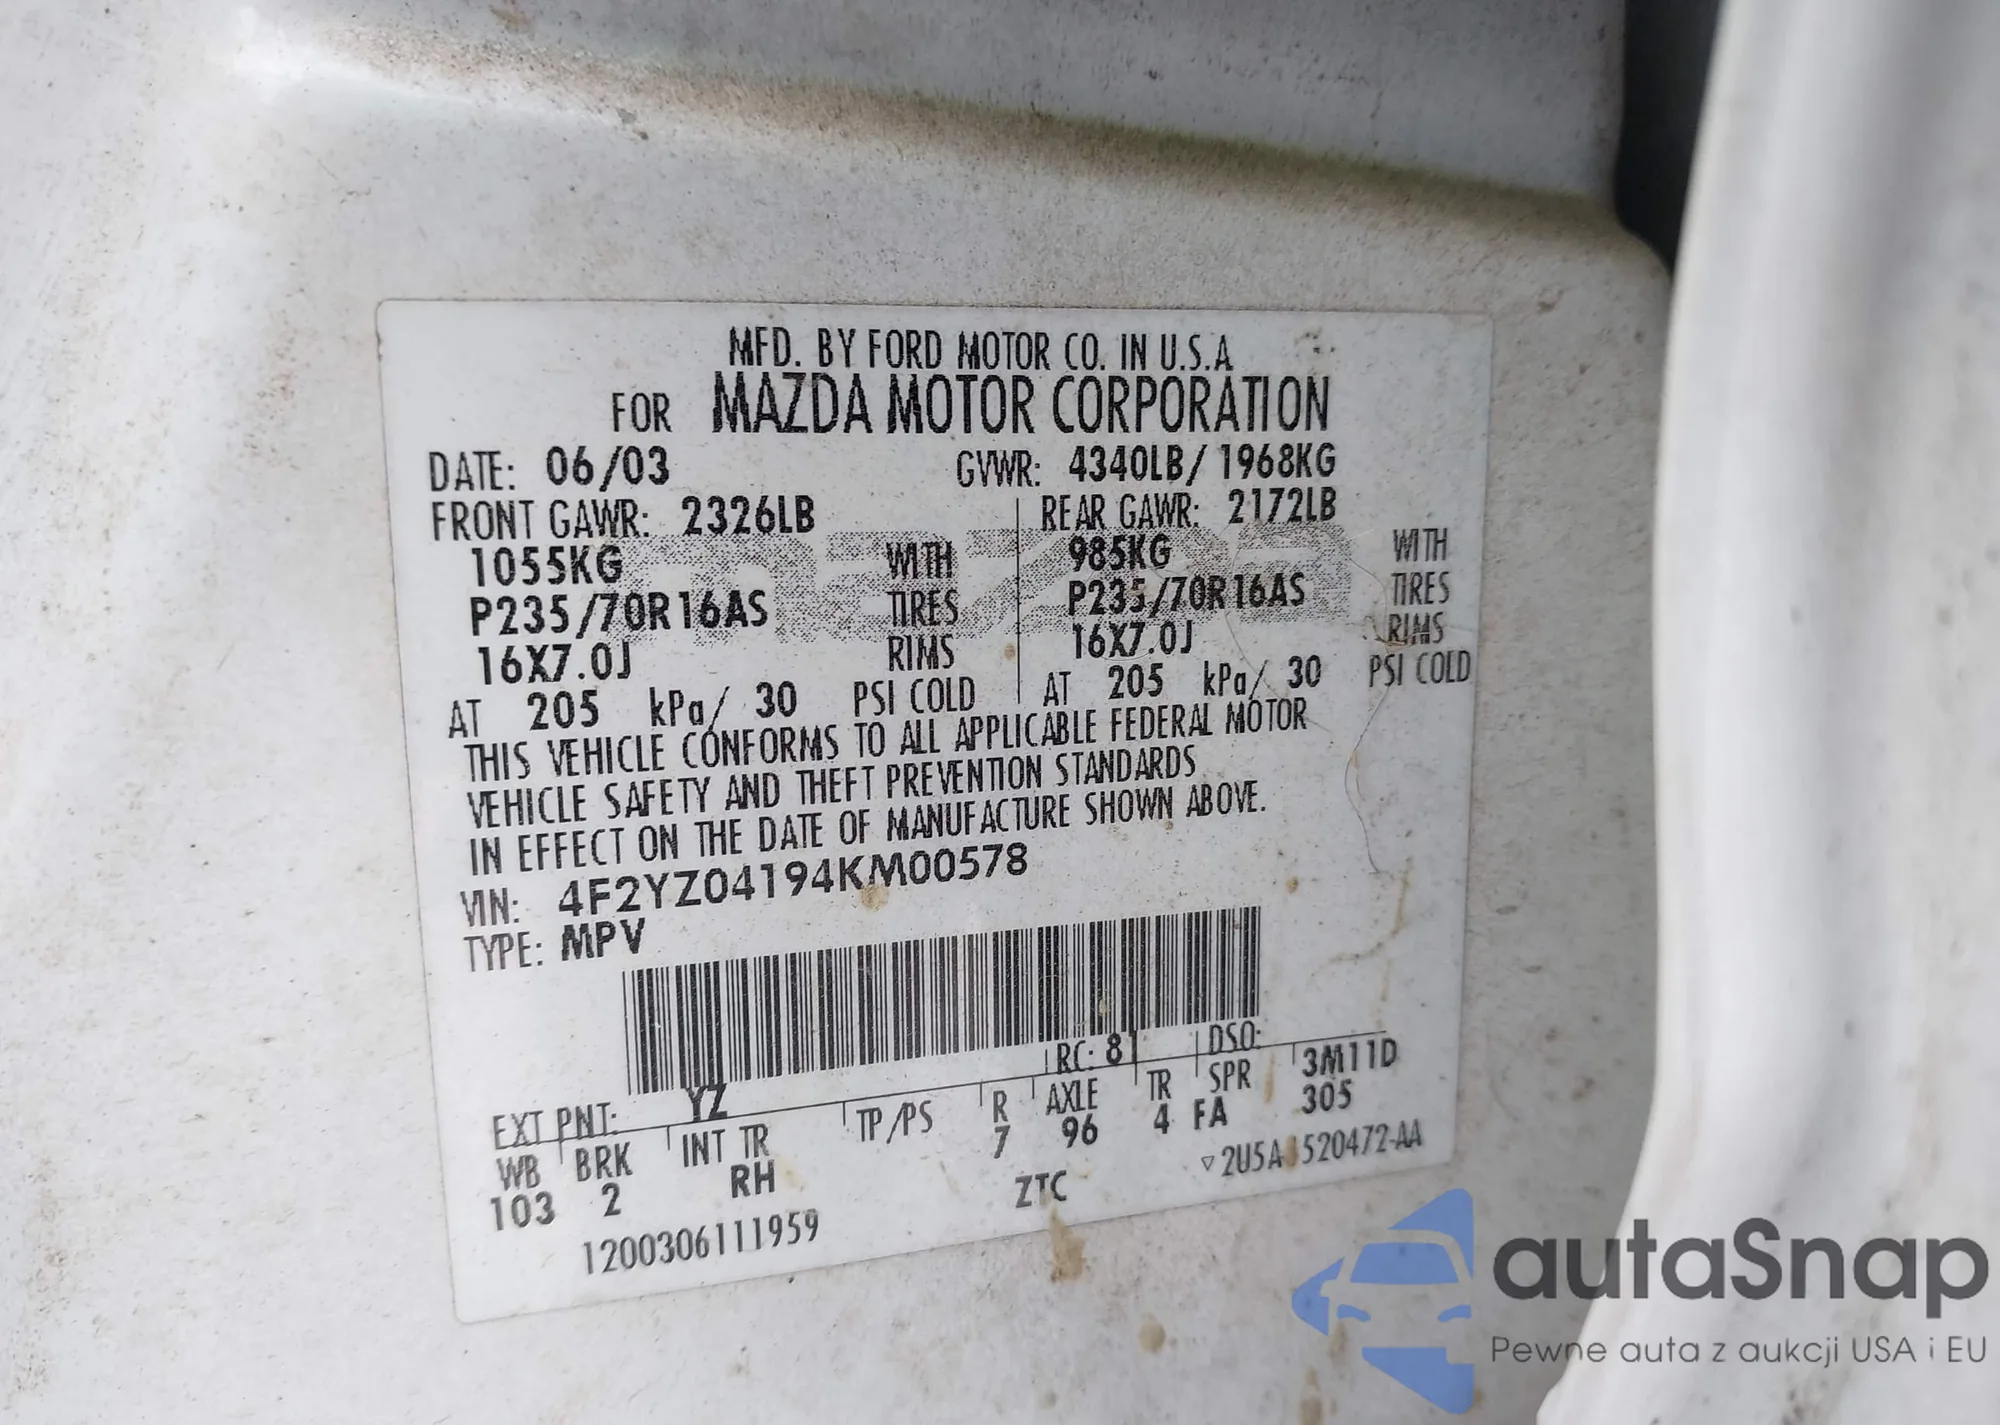 MFD. BY FORD MOTOR CO. IN U.S.A
FOR MAZDA MOTOR CORPORATION
DATE: 06/03 GVWR: 4340LB/ 1968KG
FRONT GAWR: 2326LB REAR GAWR: 2172LB
1055KG WITH 985KG WITH
P235/70R16AS TIRES P235/70R16AS TIRES
16X7.0J RIMS 16X7.0J RIMS
AT 205 kPa/ 30 PSI COLD AT 205 kPa/ 30 PSI COLD
THIS VEHICLE CONFORMS TO ALL APPLICABLE FEDERAL MOTOR
VEHICLE SAFETY AND THEFT PREVENTION STANDARDS
IN EFFECT ON THE DATE OF MANUFACTURE SHOWN ABOVE.
VIN: 4F2YZ04194KM00578
TYPE: MPV
EXT PNT: YZ RC: 81 DSO: 3M11D
WB BRK INT TR TP/PS R AXLE TR SPR
103 2 RH 7 96 4 FA 305
1200306111959 ZTC ▽2U5A 1520472-AA
autaSnap
Pewne auta z aukcji USA i EU